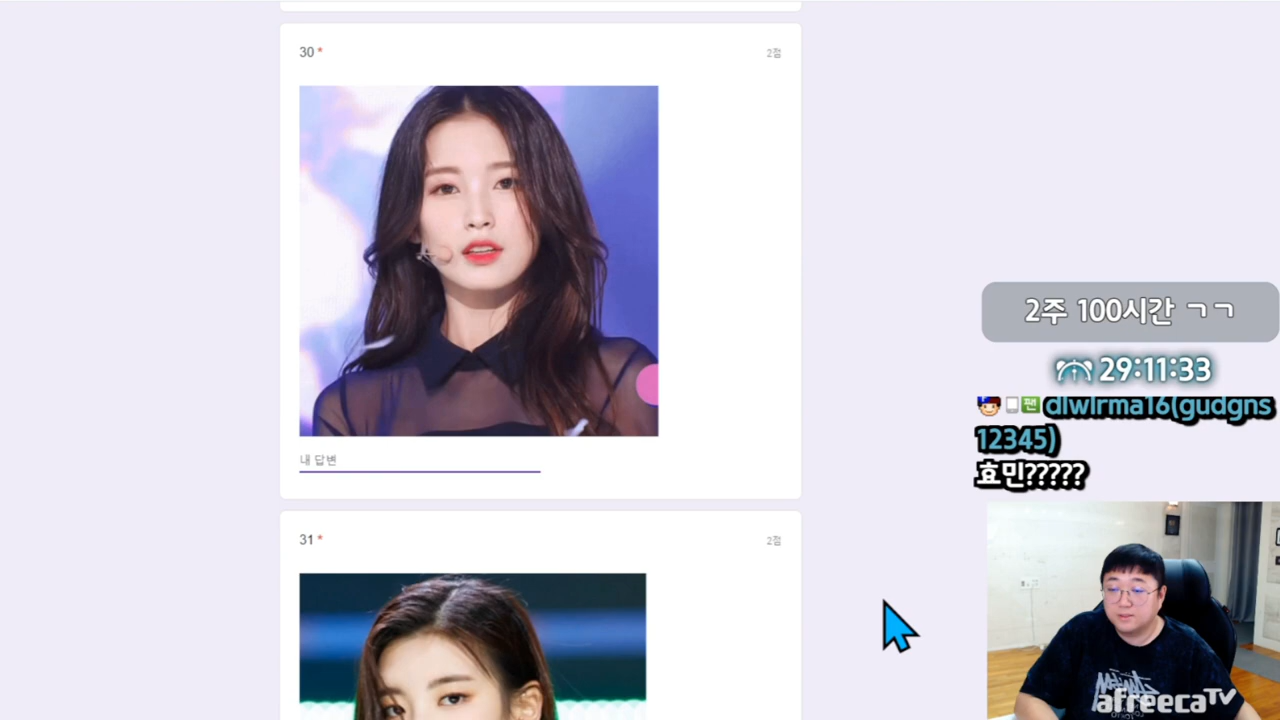 30 *
2점
내 답변
31 *
2점
2주 100시간 ㄱㄱ
29:11:33
팬 dlwlrma16(gudgns
12345)
효민?????
afreecaTV